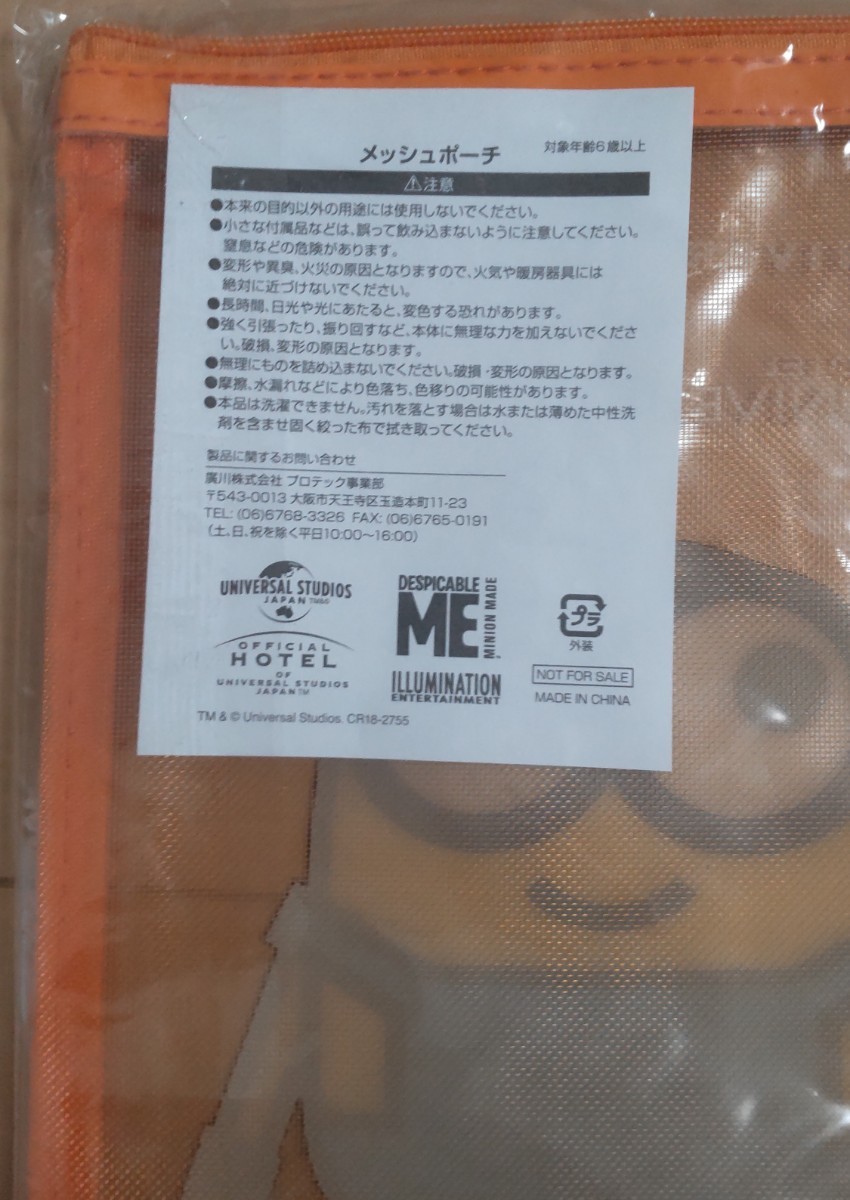 メッシュポーチ 対象年齢6歳以上
⚠注意
●本来の目的以外の用途には使用しないでください。
●小さな付属品などは、誤って飲み込まないように注意してください。
窒息などの危険があります。
●変形や異臭、火災の原因となりますので、火気や暖房器具には
絶対に近づけないでください。
●長時間、日光や光にあたると、変色する恐れがあります。
●強く引張ったり、振り回すなど、本体に無理な力を加えないでくださ
い。破損、変形の原因となります。
●無理にものを詰め込まないでください。破損・変形の原因となります。
●摩擦、水漏れなどにより色落ち、色移りの可能性があります。
●本品は洗濯できません。汚れを落とす場合は水または薄めた中性洗
剤を含ませ固く絞った布で拭き取ってください。
製品に関するお問い合わせ
廣川株式会社 プロテック事業部
〒543-0013 大阪市天王寺区玉造本町11-23
TEL: (06)6768-3326 FAX: (06)6765-0191
(土、日、祝を除く平日10:00〜16:00)
UNIVERSAL STUDIOS
JAPAN TM&©
OFFICIAL
HOTEL
OF
UNIVERSAL STUDIOS
JAPAN™
DESPICABLE
ME
MINION MADE
ILLUMINATION
ENTERTAINMENT
プラ
外装
NOT FOR SALE
MADE IN CHINA
TM & © Universal Studios. CR18-2755